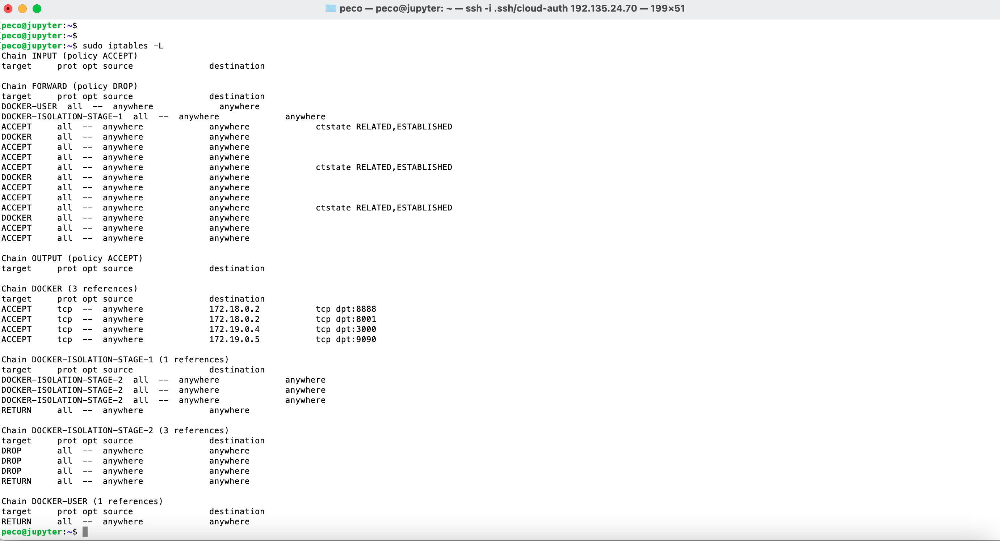 peco — peco@jupyter: ~ — ssh -i .ssh/cloud-auth 192.135.24.70 — 199×51
peco@jupyter:~$
peco@jupyter:~$
peco@jupyter:~$ sudo iptables -L
Chain INPUT (policy ACCEPT)
target     prot opt source               destination

Chain FORWARD (policy DROP)
target     prot opt source               destination
DOCKER-USER  all  --  anywhere             anywhere
DOCKER-ISOLATION-STAGE-1  all  --  anywhere             anywhere
ACCEPT     all  --  anywhere             anywhere             ctstate RELATED,ESTABLISHED
DOCKER     all  --  anywhere             anywhere
ACCEPT     all  --  anywhere             anywhere
ACCEPT     all  --  anywhere             anywhere
ACCEPT     all  --  anywhere             anywhere             ctstate RELATED,ESTABLISHED
DOCKER     all  --  anywhere             anywhere
ACCEPT     all  --  anywhere             anywhere
ACCEPT     all  --  anywhere             anywhere
ACCEPT     all  --  anywhere             anywhere             ctstate RELATED,ESTABLISHED
DOCKER     all  --  anywhere             anywhere
ACCEPT     all  --  anywhere             anywhere
ACCEPT     all  --  anywhere             anywhere

Chain OUTPUT (policy ACCEPT)
target     prot opt source               destination

Chain DOCKER (3 references)
target     prot opt source               destination
ACCEPT     tcp  --  anywhere             172.18.0.2           tcp dpt:8888
ACCEPT     tcp  --  anywhere             172.18.0.2           tcp dpt:8001
ACCEPT     tcp  --  anywhere             172.19.0.4           tcp dpt:3000
ACCEPT     tcp  --  anywhere             172.19.0.5           tcp dpt:9090

Chain DOCKER-ISOLATION-STAGE-1 (1 references)
target     prot opt source               destination
DOCKER-ISOLATION-STAGE-2  all  --  anywhere             anywhere
DOCKER-ISOLATION-STAGE-2  all  --  anywhere             anywhere
DOCKER-ISOLATION-STAGE-2  all  --  anywhere             anywhere
RETURN     all  --  anywhere             anywhere

Chain DOCKER-ISOLATION-STAGE-2 (3 references)
target     prot opt source               destination
DROP       all  --  anywhere             anywhere
DROP       all  --  anywhere             anywhere
DROP       all  --  anywhere             anywhere
RETURN     all  --  anywhere             anywhere

Chain DOCKER-USER (1 references)
target     prot opt source               destination
RETURN     all  --  anywhere             anywhere
peco@jupyter:~$